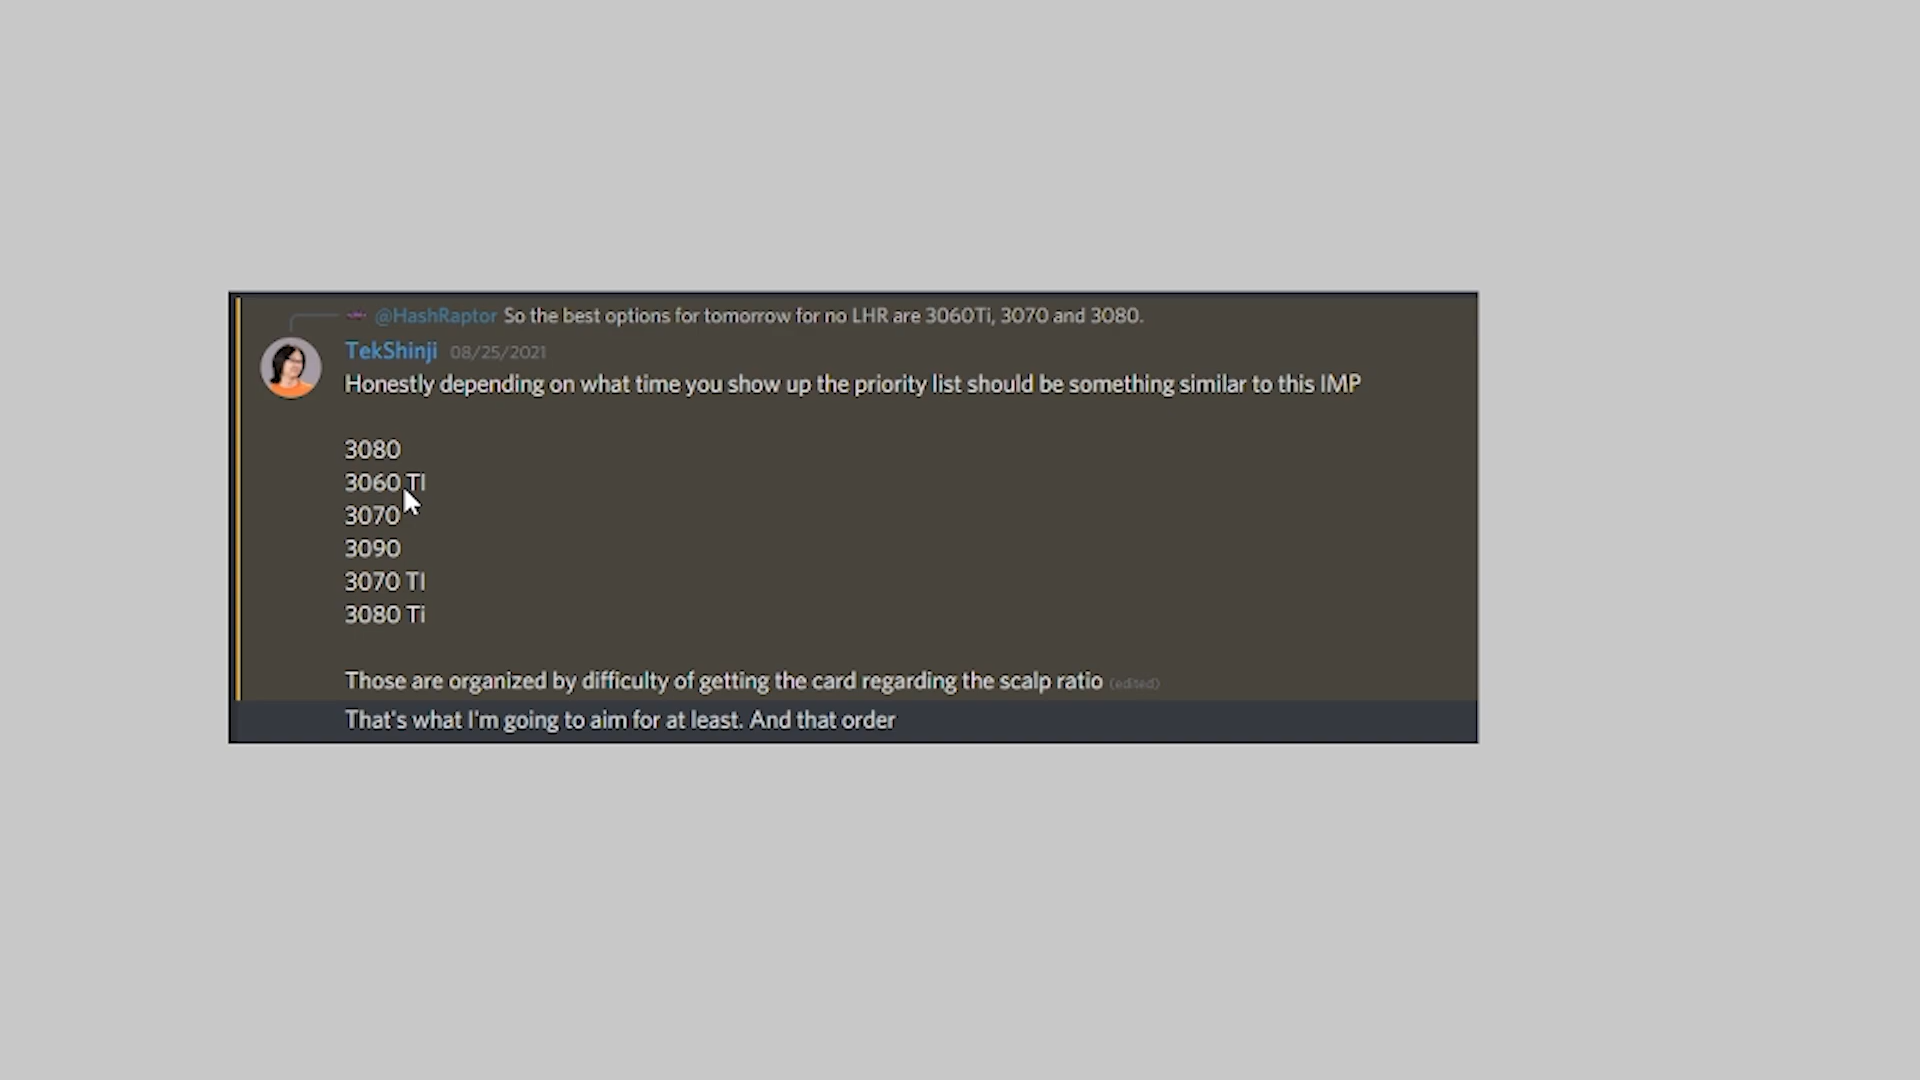 @HashRaptor So the best options for tomorrow for no LHR are 3060Ti, 3070 and 3080.
TekShinji 08/25/2021
Honestly depending on what time you show up the priority list should be something similar to this IMP
3080
3060 TI
3070
3090
3070 TI
3080 Ti
Those are organized by difficulty of getting the card regarding the scalp ratio (edited)
That's what I'm going to aim for at least. And that order